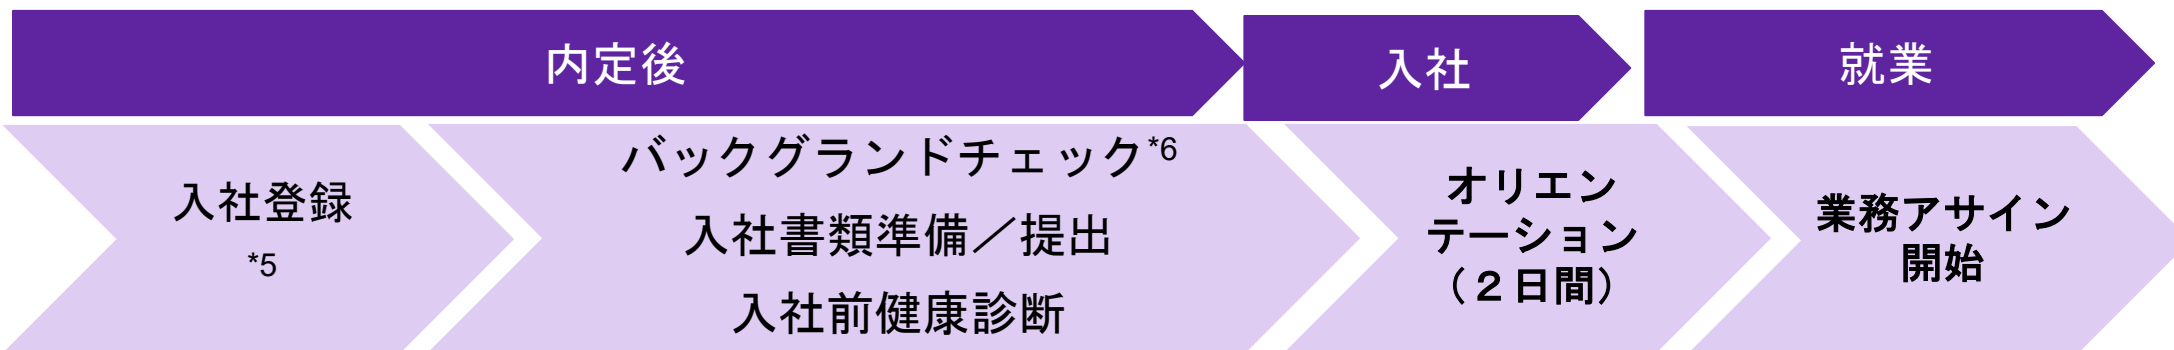 内定後
入社
就業
入社登録
*5
バックグランドチェック*6
入社書類準備／提出
入社前健康診断
オリエン
テーション
（２日間）
業務アサイン
開始